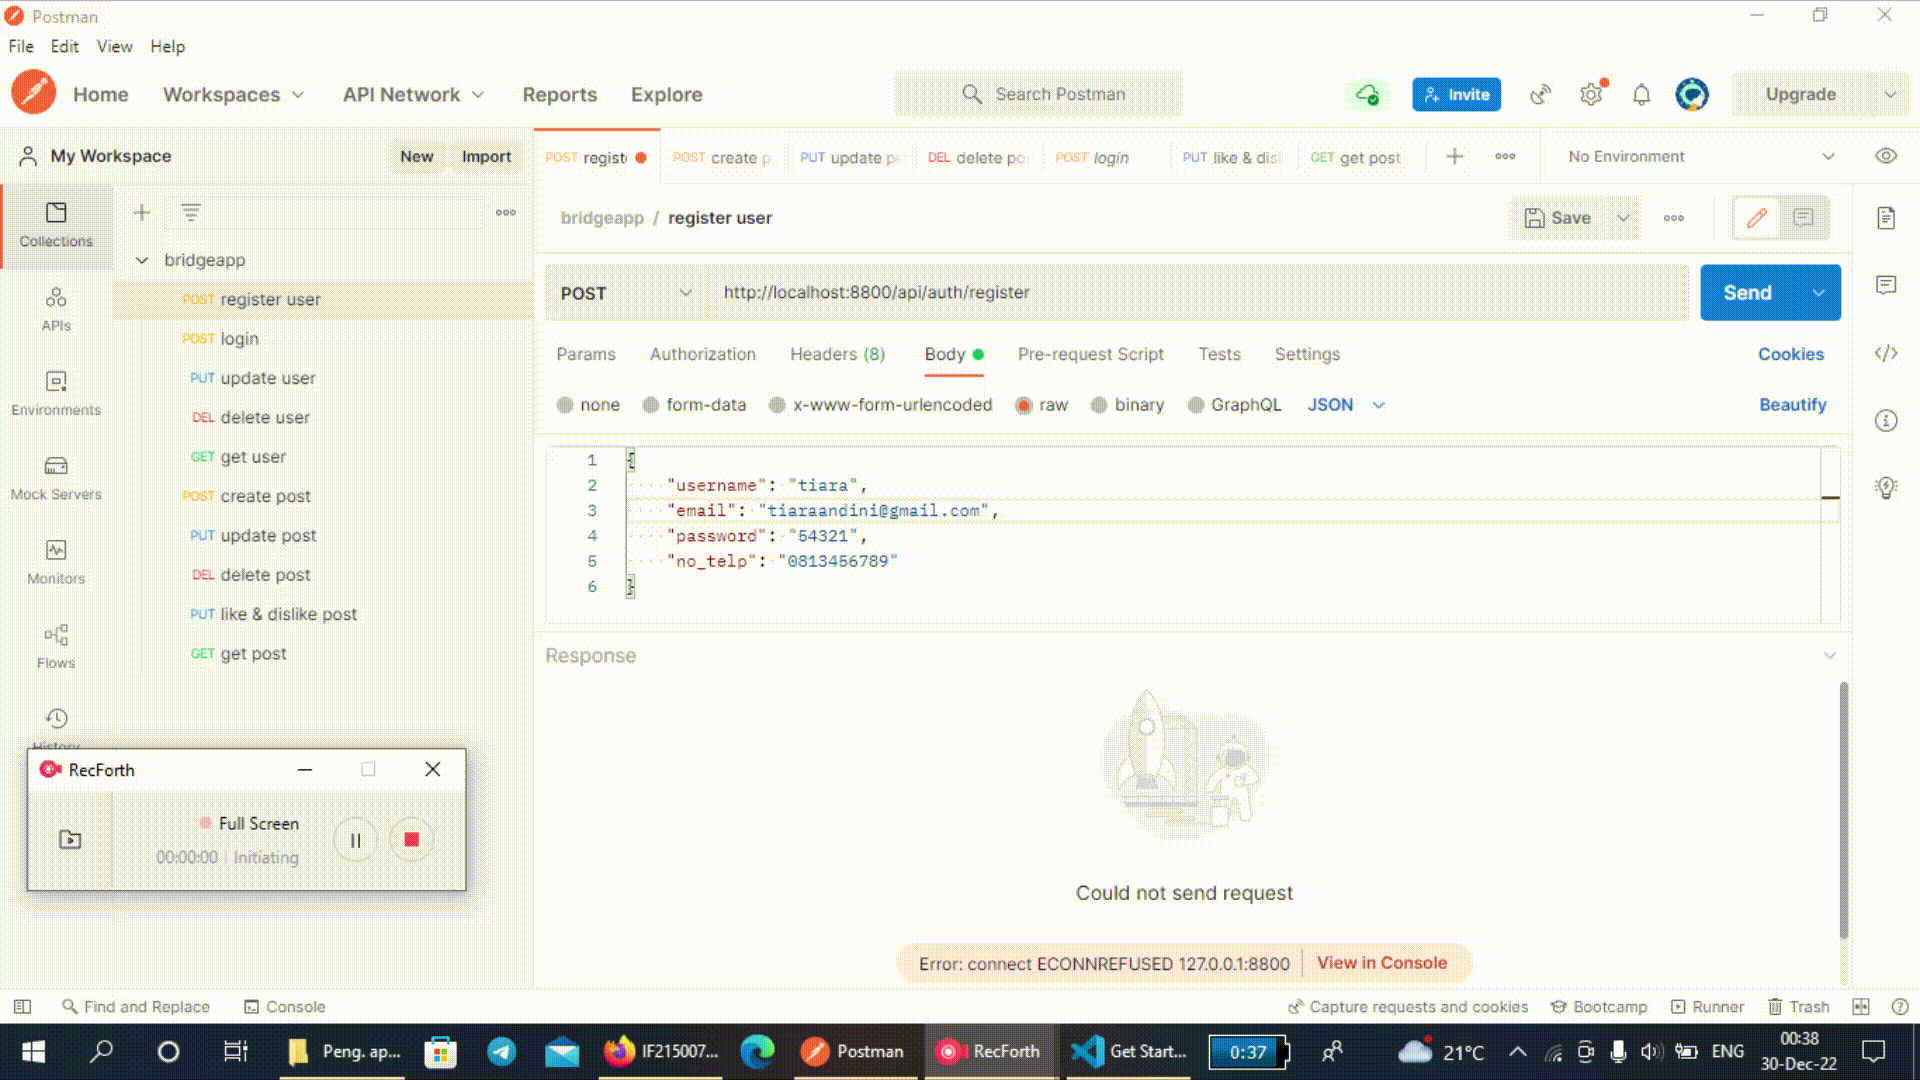 Postman
File Edit View Help
Home Workspaces API Network Reports Explore Search Postman Invite Upgrade
My Workspace New Import
POST regist POST create p PUT update p DEL delete po POST login PUT like & dis GET get post No Environment
Collections
APIs
Environments
Mock Servers
Monitors
Flows
History
bridgeapp
POST register user
POST login
PUT update user
DEL delete user
GET get user
POST create post
PUT update post
DEL delete post
PUT like & dislike post
GET get post
bridgeapp / register user Save
POST http://localhost:8800/api/auth/register Send
Params Authorization Headers (8) Body Pre-request Script Tests Settings Cookies
none form-data x-www-form-urlencoded raw binary GraphQL JSON Beautify
1 {
2 "username": "tiara",
3 "email": "tiaraandini@gmail.com",
4 "password": "54321",
5 "no_telp": "0813456789"
6 }
Response
Could not send request
Error: connect ECONNREFUSED 127.0.0.1:8800 View in Console
RecForth
Full Screen
00:00:00 Initiating
Find and Replace Console Capture requests and cookies Bootcamp Runner Trash
Peng. ap... IF215007... Postman RecForth Get Start... 0:37 21°C ENG 00:38
30-Dec-22